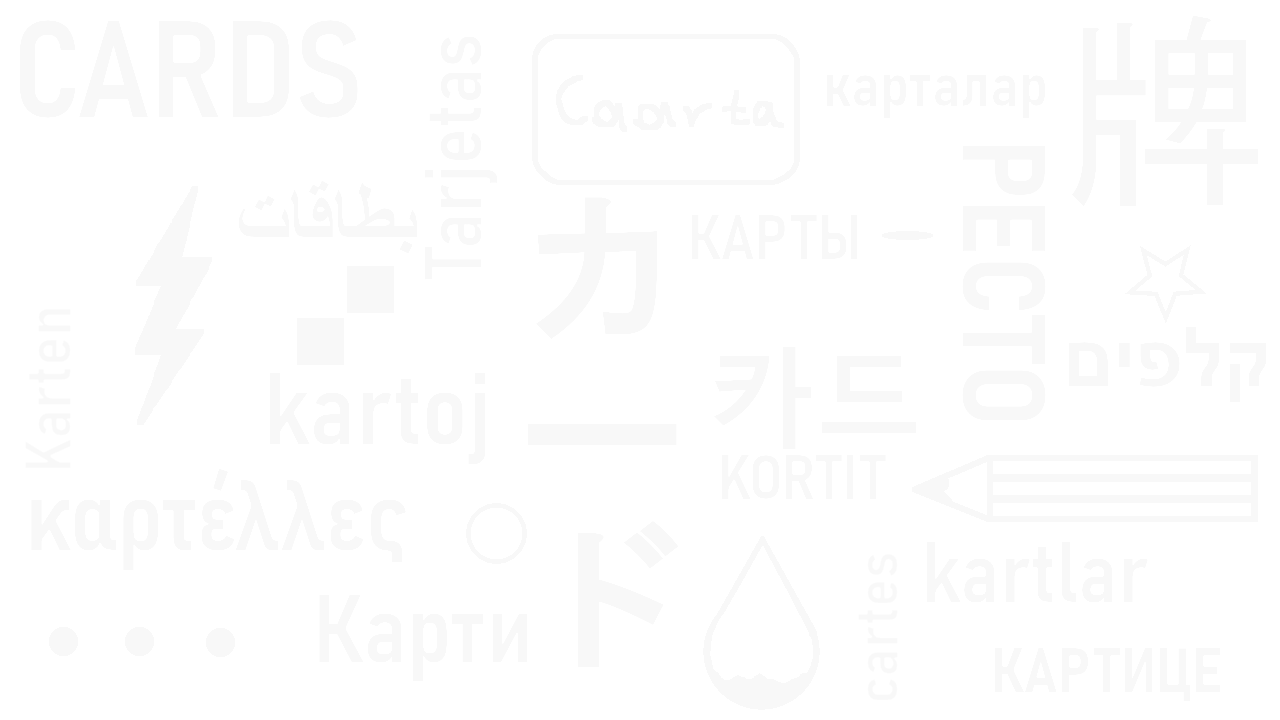 CARDS
Tarjetas
Caarta
карталар
牌
بطاقات
カード
КАРТЫ
РЕСТО
Karten
kartoj
카드
קלפים
KORTIT
καρτέλλες
Карти
cartes
kartlar
КАРТИЦЕ